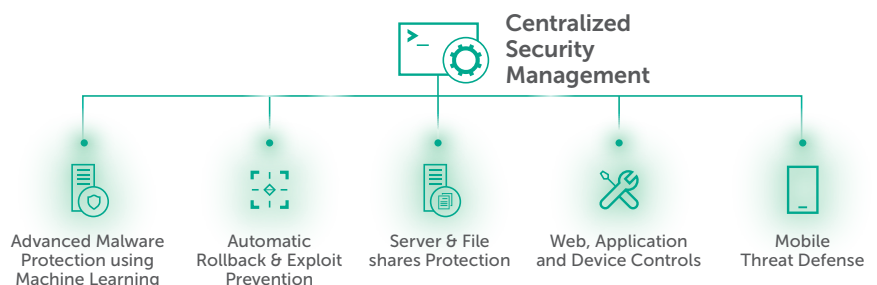 >_
Centralized
Security
Management
Advanced Malware
Protection using
Machine Learning
Automatic
Rollback & Exploit
Prevention
Server & File
shares Protection
Web, Application
and Device Controls
Mobile
Threat Defense